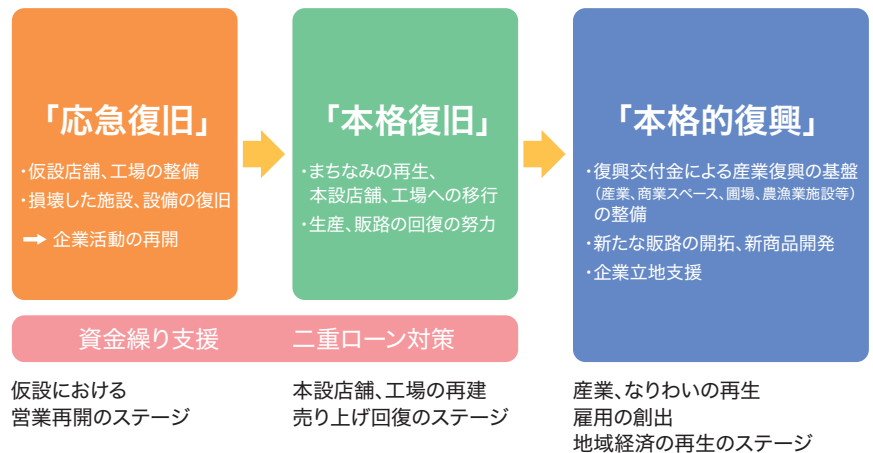 「応急復旧」
・仮設店舗、工場の整備
・損壊した施設、設備の復旧
➡ 企業活動の再開
「本格復旧」
・まちなみの再生、
本設店舗、工場への移行
・生産、販路の回復の努力
「本格的復興」
・復興交付金による産業復興の基盤
（産業、商業スペース、圃場、農漁業施設等）
の整備
・新たな販路の開拓、新商品開発
・企業立地支援
資金繰り支援 二重ローン対策
仮設における
営業再開のステージ
本設店舗、工場の再建
売り上げ回復のステージ
産業、なりわいの再生
雇用の創出
地域経済の再生のステージ